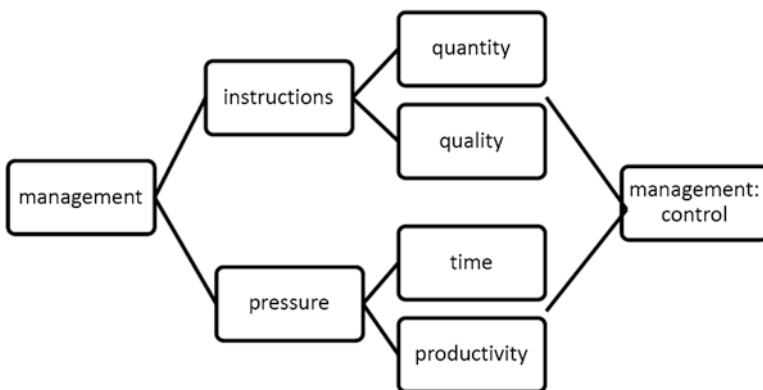 management
instructions
pressure
quantity
quality
time
productivity
management:
control